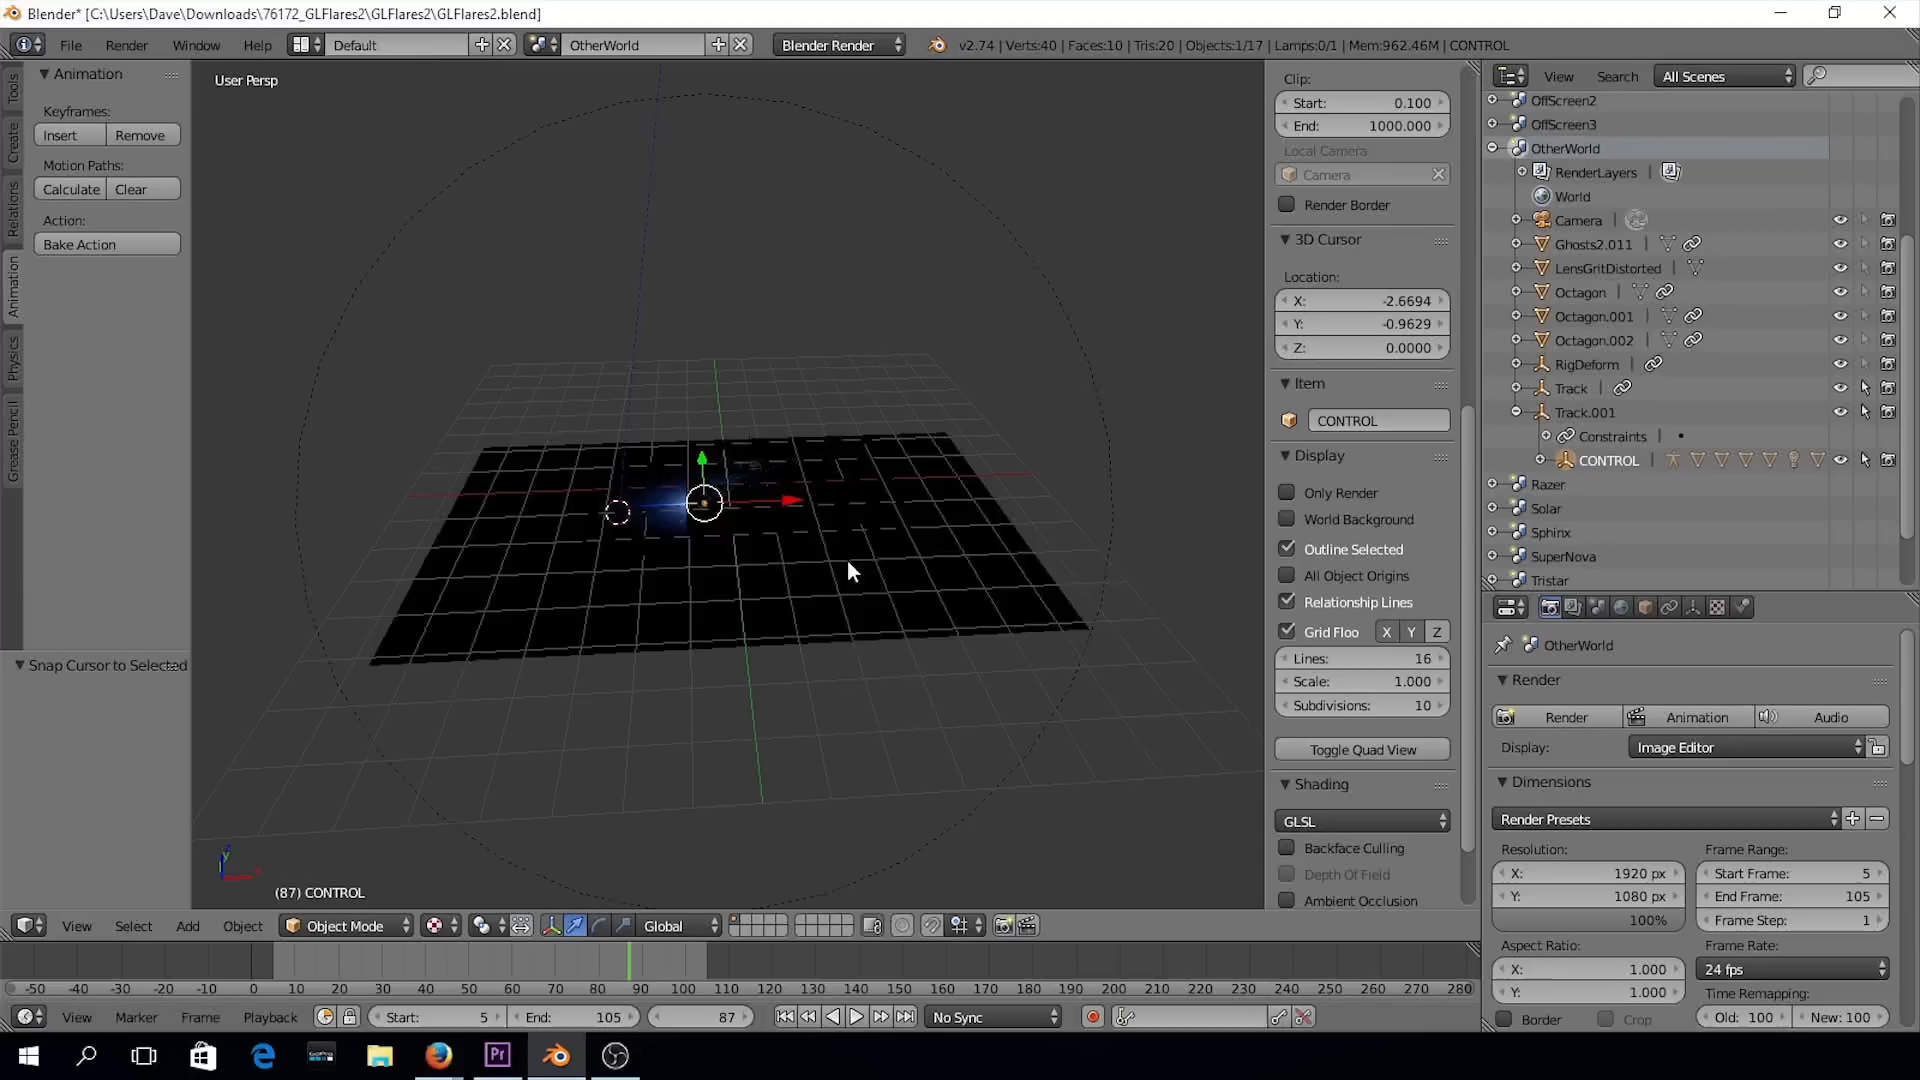 Blender* [C:\Users\Dave\Downloads\76172_GLFlares2\GLFlares2\GLFlares2.blend]
File Render Window Help Default OtherWorld Blender Render v2.74 | Verts:40 | Faces:10 | Tris:20 | Objects:1/17 | Lamps:0/1 | Mem:962.46M | CONTROL
Tools
Create
Relations
Animation
Physics
Grease Pencil
Animation
Keyframes:
Insert Remove
Motion Paths:
Calculate Clear
Action:
Bake Action
Snap Cursor to Selected
User Persp
(87) CONTROL
Clip:
Start: 0.100
End: 1000.000
Local Camera
Camera
Render Border
3D Cursor
Location:
X: -2.6694
Y: -0.9629
Z: 0.0000
Item
CONTROL
Display
Only Render
World Background
Outline Selected
All Object Origins
Relationship Lines
Grid Floo X Y Z
Lines: 16
Scale: 1.000
Subdivisions: 10
Toggle Quad View
Shading
GLSL
Backface Culling
Depth Of Field
Ambient Occlusion
View Search All Scenes
OffScreen2
OffScreen3
OtherWorld
RenderLayers |
World
Camera |
Ghosts2.011 |
LensGritDistorted |
Octagon |
Octagon.001 |
Octagon.002 |
RigDeform |
Track |
Track.001
Constraints |
CONTROL |
Razer
Solar
Sphinx
SuperNova
Tristar
OtherWorld
Render
Render Animation Audio
Display: Image Editor
Dimensions
Render Presets
Resolution: Frame Range:
X: 1920 px Start Frame: 5
Y: 1080 px End Frame: 105
100% Frame Step: 1
Aspect Ratio: Frame Rate:
X: 1.000 24 fps
Y: 1.000 Time Remapping:
Border Crop Old: 100 New: 100
View Select Add Object Object Mode Global
-50 -40 -30 -20 -10 0 10 20 30 40 50 60 70 80 90 100 110 120 130 140 150 160 170 180 190 200 210 220 230 240 250 260 270 280
View Marker Frame Playback Start: 5 End: 105 87 No Sync
GoPro
Pr